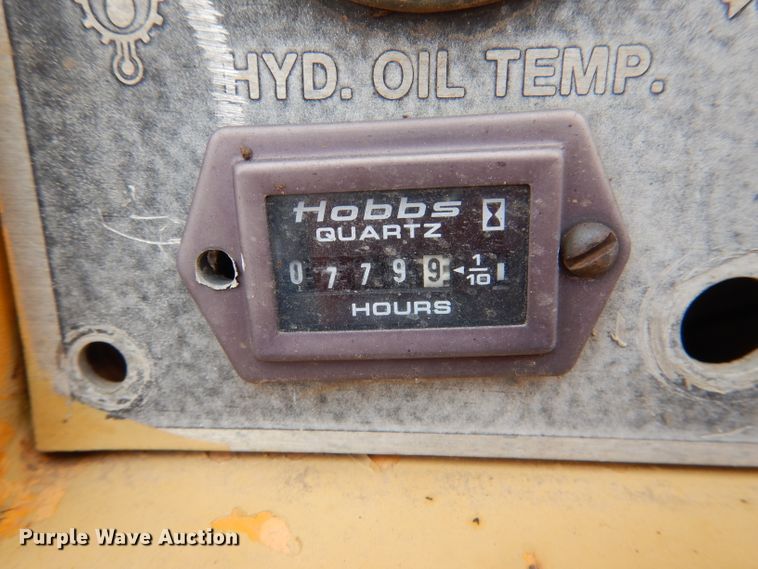 HYD. OIL TEMP.
Hobbs
QUARTZ
0 7 7 9 9 1/10
HOURS
Purple Wave Auction